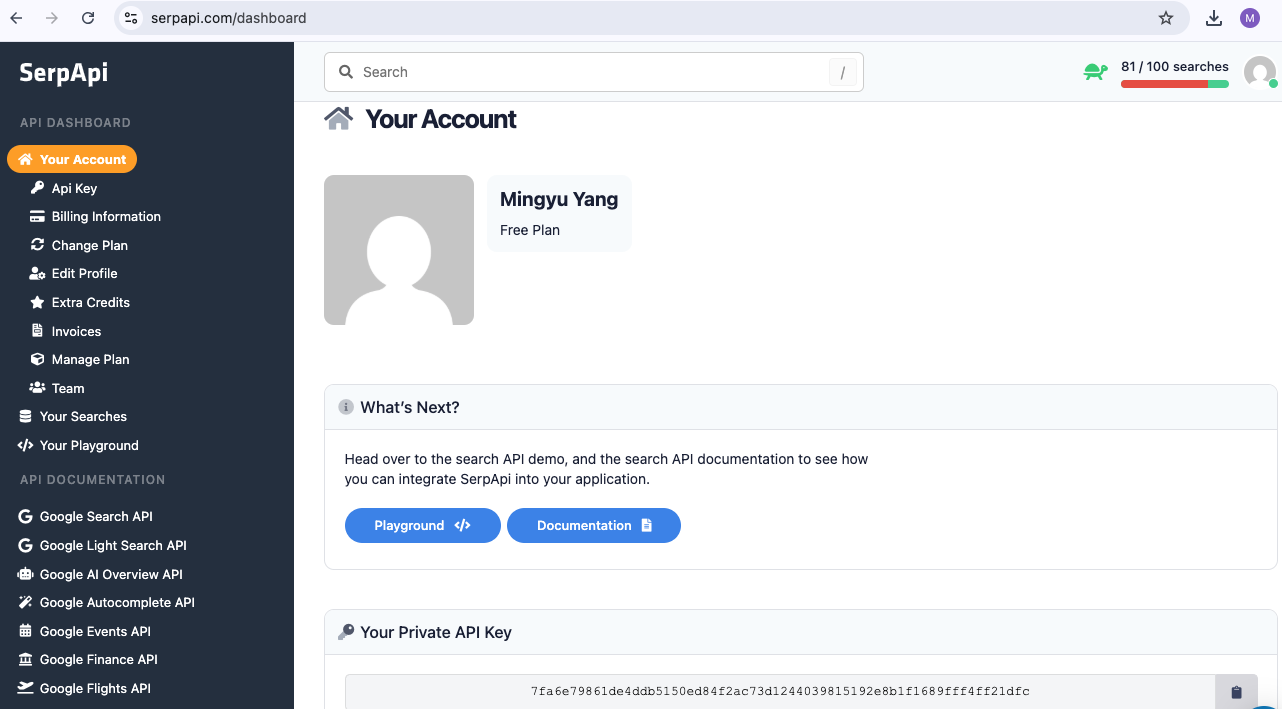 serpapi.com/dashboard
M
SerpApi
Search
/
81 / 100 searches
API DASHBOARD
Your Account
Api Key
Billing Information
Change Plan
Edit Profile
Extra Credits
Invoices
Manage Plan
Team
Your Searches
Your Playground
API DOCUMENTATION
Google Search API
Google Light Search API
Google AI Overview API
Google Autocomplete API
Google Events API
Google Finance API
Google Flights API
Your Account
Mingyu Yang
Free Plan
What's Next?
Head over to the search API demo, and the search API documentation to see how
you can integrate SerpApi into your application.
Playground
Documentation
Your Private API Key
7fa6e79861de4ddb5150ed84f2ac73d1244039815192e8b1f1689fff4ff21dfc